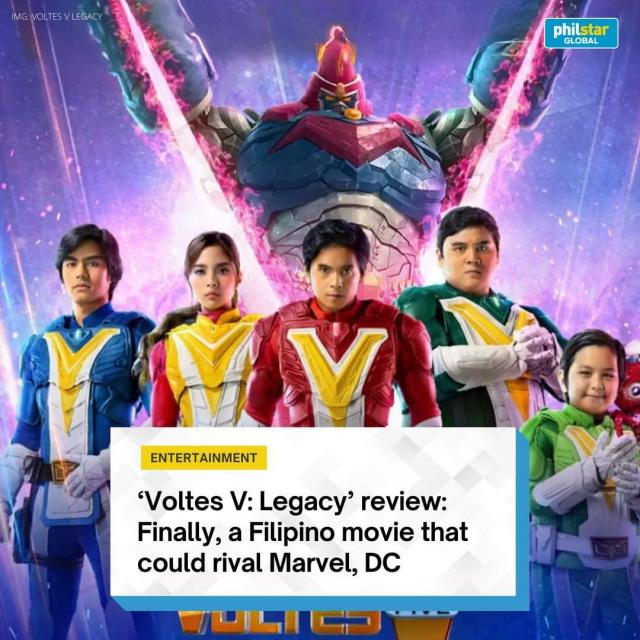 IMG: VOLTES V LEGACY
philstar
GLOBAL
ENTERTAINMENT
‘Voltes V: Legacy’ review:
Finally, a Filipino movie that
could rival Marvel, DC